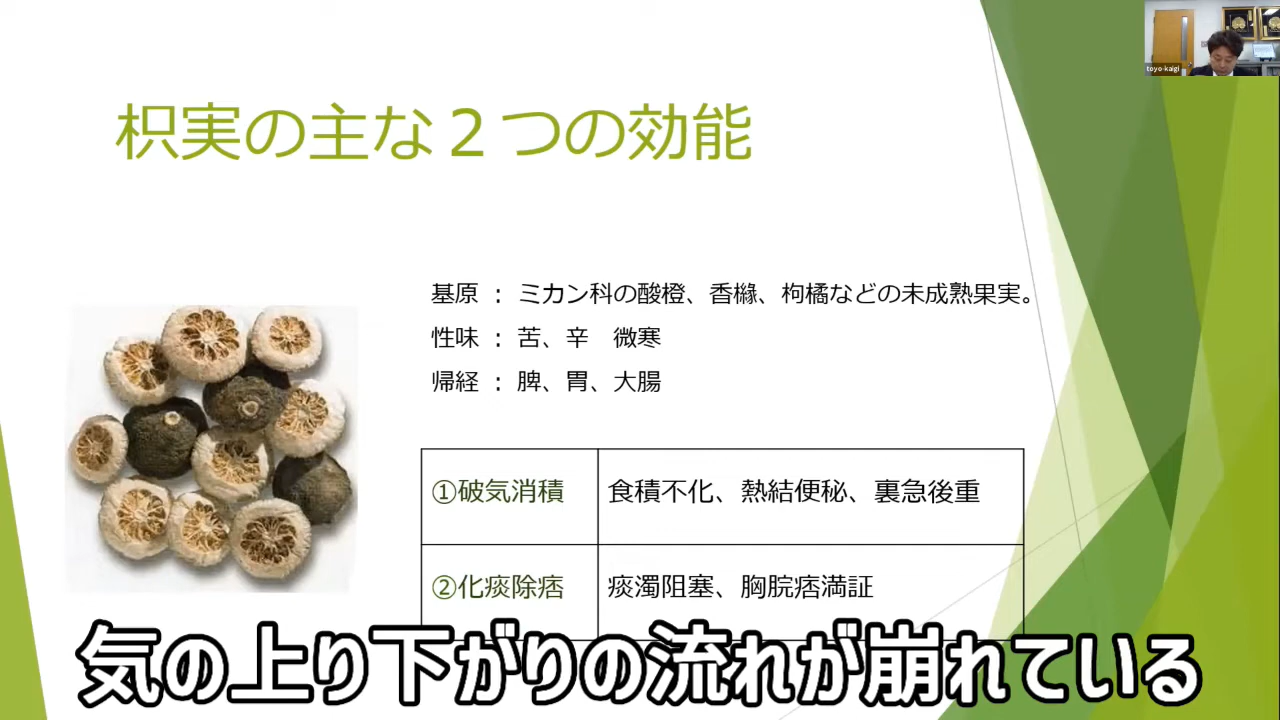 toyo-kaigi
枳実の主な２つの効能
基原 ： ミカン科の酸橙、香櫞、枸橘などの未成熟果実。
性味 ： 苦、辛　微寒
帰経 ： 脾、胃、大腸
①破気消積 食積不化、熱結便秘、裏急後重
②化痰除痞 痰濁阻塞、胸脘痞満証
気の上り下がりの流れが崩れている